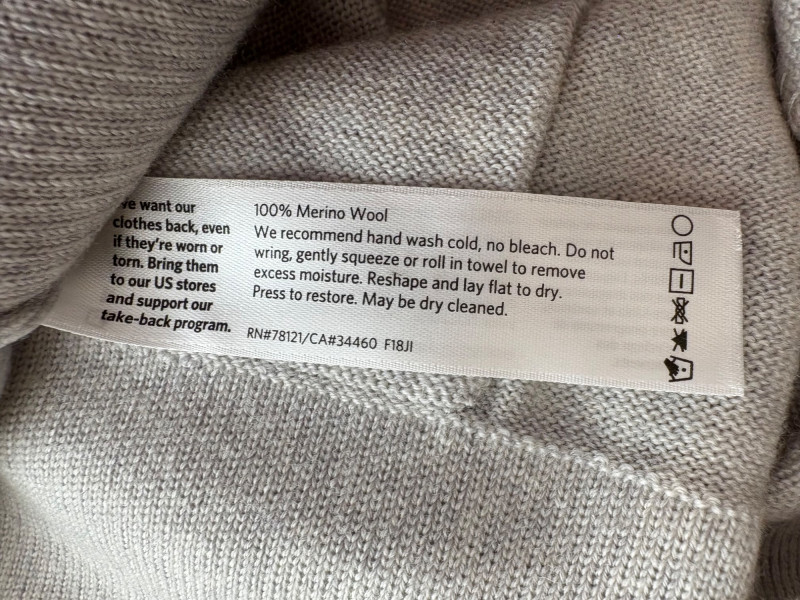 we want our
clothes back, even
if they're worn or
torn. Bring them
to our US stores
and support our
take-back program.
100% Merino Wool
We recommend hand wash cold, no bleach. Do not
wring, gently squeeze or roll in towel to remove
excess moisture. Reshape and lay flat to dry.
Press to restore. May be dry cleaned.
RN#78121/CA#34460 F18JI